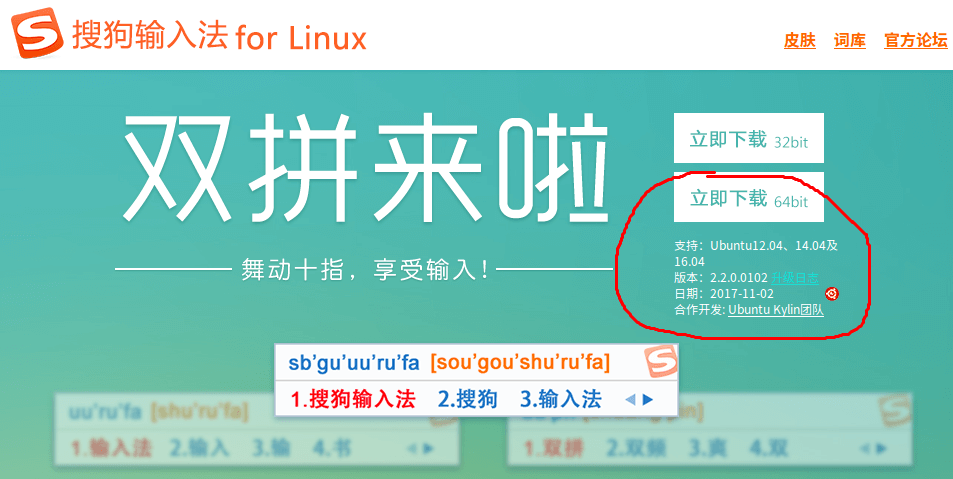 搜狗输入法 for Linux
皮肤 词库 官方论坛
双拼来啦
舞动十指，享受输入!
立即下载 32bit
立即下载 64bit
支持：Ubuntu12.04、14.04及
16.04
版本：2.2.0.0102 升级日志
日期：2017-11-02
合作开发: Ubuntu Kylin团队
sb'gu'uu'ru'fa [sou'gou'shu'ru'fa]
1.搜狗输入法 2.搜狗 3.输入法
uu'ru'fa [shu'ru'fa]
1.输入法 2.输入 3.输 4.书
1.双拼 2.双频 3.爽 4.双